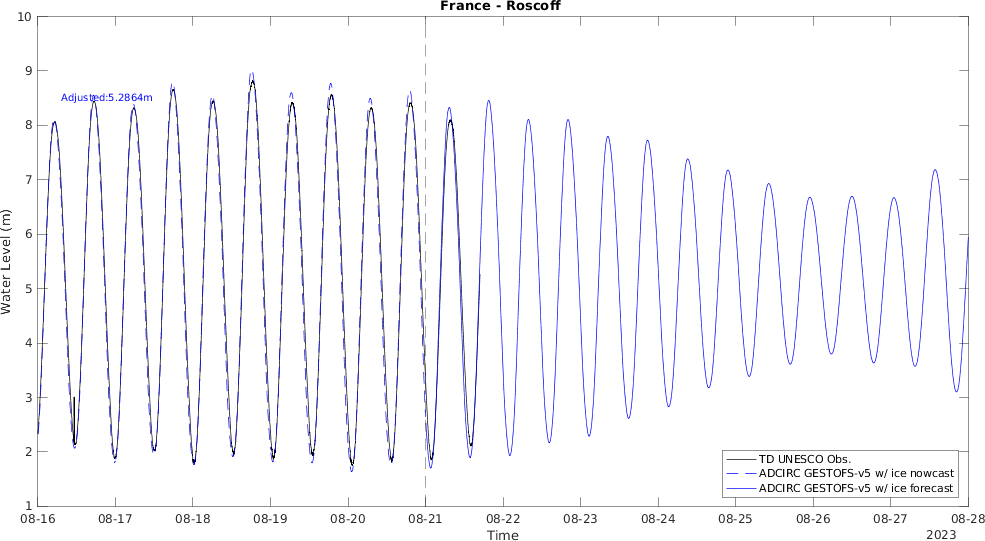 France - Roscoff
10
9
8
7
6
5
4
3
2
1
Water Level (m)
Adjusted:5.2864m
TD UNESCO Obs.
ADCIRC GESTOFS-v5 w/ ice nowcast
ADCIRC GESTOFS-v5 w/ ice forecast
08-16 08-17 08-18 08-19 08-20 08-21 08-22 08-23 08-24 08-25 08-26 08-27 08-28
Time
2023